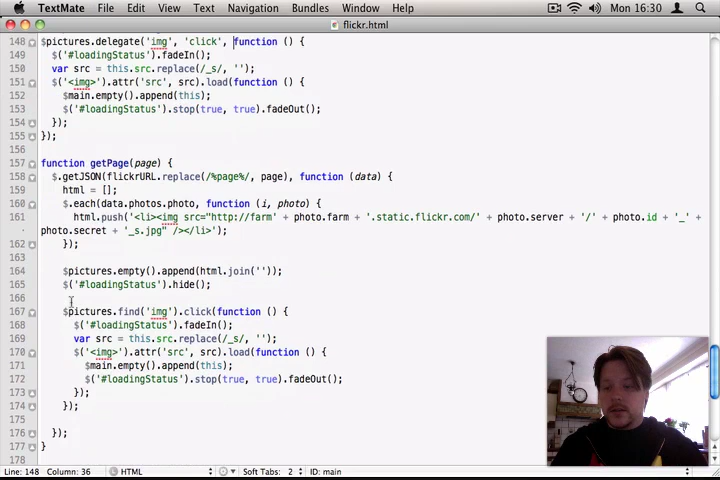 TextMate File Edit View Text Navigation Bundles Window Help Mon 16:30
flickr.html
148 $pictures.delegate('img', 'click', function () {
149 $('#loadingStatus').fadeIn();
150 var src = this.src.replace(/_s/, '');
151 $('<img>').attr('src', src).load(function () {
152 $main.empty().append(this);
153 $('#loadingStatus').stop(true, true).fadeOut();
154 });
155 });
156
157 function getPage(page) {
158 $.getJSON(flickrURL.replace(/%page%/, page), function (data) {
159 html = [];
160 $.each(data.photos.photo, function (i, photo) {
161 html.push('<li><img src="http://farm' + photo.farm + '.static.flickr.com/' + photo.server + '/' + photo.id + '_' +
photo.secret + '_s.jpg" /></li>');
162 });
163
164 $pictures.empty().append(html.join(''));
165 $('#loadingStatus').hide();
166
167 $pictures.find('img').click(function () {
168 $('#loadingStatus').fadeIn();
169 var src = this.src.replace(/_s/, '');
170 $('<img>').attr('src', src).load(function () {
171 $main.empty().append(this);
172 $('#loadingStatus').stop(true, true).fadeOut();
173 });
174 });
175
176 });
177 }
178
Line: 148 Column: 36 HTML Soft Tabs: 2 ID: main